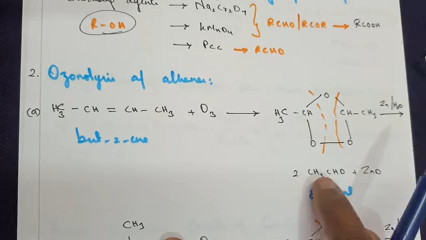 → Na2Cr2O7
R-OH → KMnO4 } RCHO/RCOR → RCOOH
→ PCC → RCHO
2. Ozonolysis of alkenes:
(a) H3C - CH = CH - CH3 + O3 → H3C - CH O CH - CH3 Zn/H2O →
but-2-ene O O
2 CH3CHO + ZnO
CH3